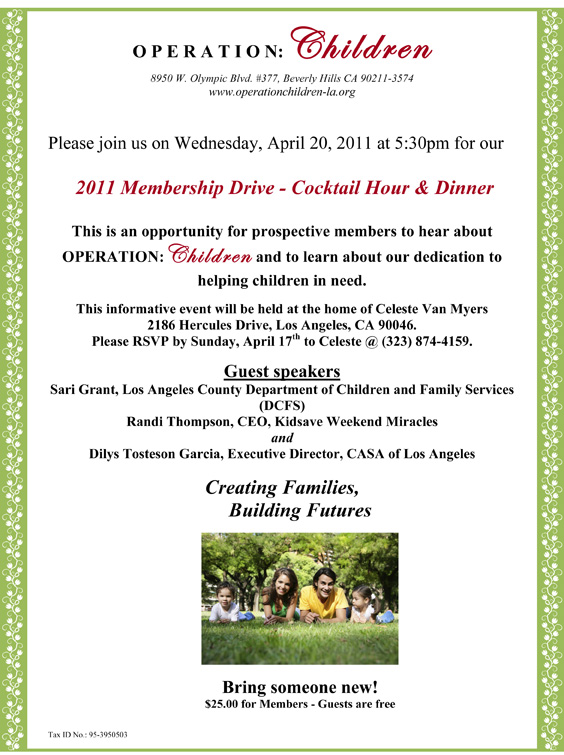 OPERATION: Children
8950 W. Olympic Blvd. #377, Beverly Hills CA 90211-3574
www.operationchildren-la.org
Please join us on Wednesday, April 20, 2011 at 5:30pm for our
2011 Membership Drive - Cocktail Hour & Dinner
This is an opportunity for prospective members to hear about
OPERATION: Children and to learn about our dedication to
helping children in need.
This informative event will be held at the home of Celeste Van Myers
2186 Hercules Drive, Los Angeles, CA 90046.
Please RSVP by Sunday, April 17th to Celeste @ (323) 874-4159.
Guest speakers
Sari Grant, Los Angeles County Department of Children and Family Services
(DCFS)
Randi Thompson, CEO, Kidsave Weekend Miracles
and
Dilys Tosteson Garcia, Executive Director, CASA of Los Angeles
Creating Families,
Building Futures
Bring someone new!
$25.00 for Members - Guests are free
Tax ID No.: 95-3950503